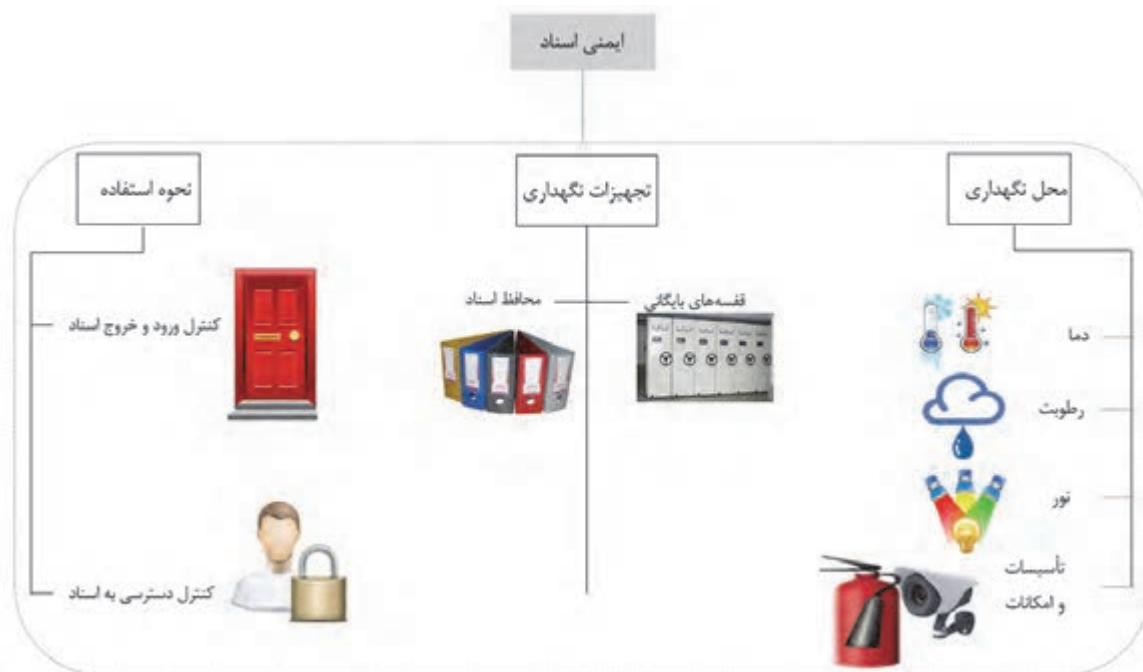 ایمنی اسناد
محل نگهداری
دما
رطوبت
نور
تأسیسات
و امکانات
تجهیزات نگهداری
قفسه‌های بایگانی
محافظ اسناد
نحوه استفاده
کنترل ورود و خروج اسناد
کنترل دسترسی به اسناد